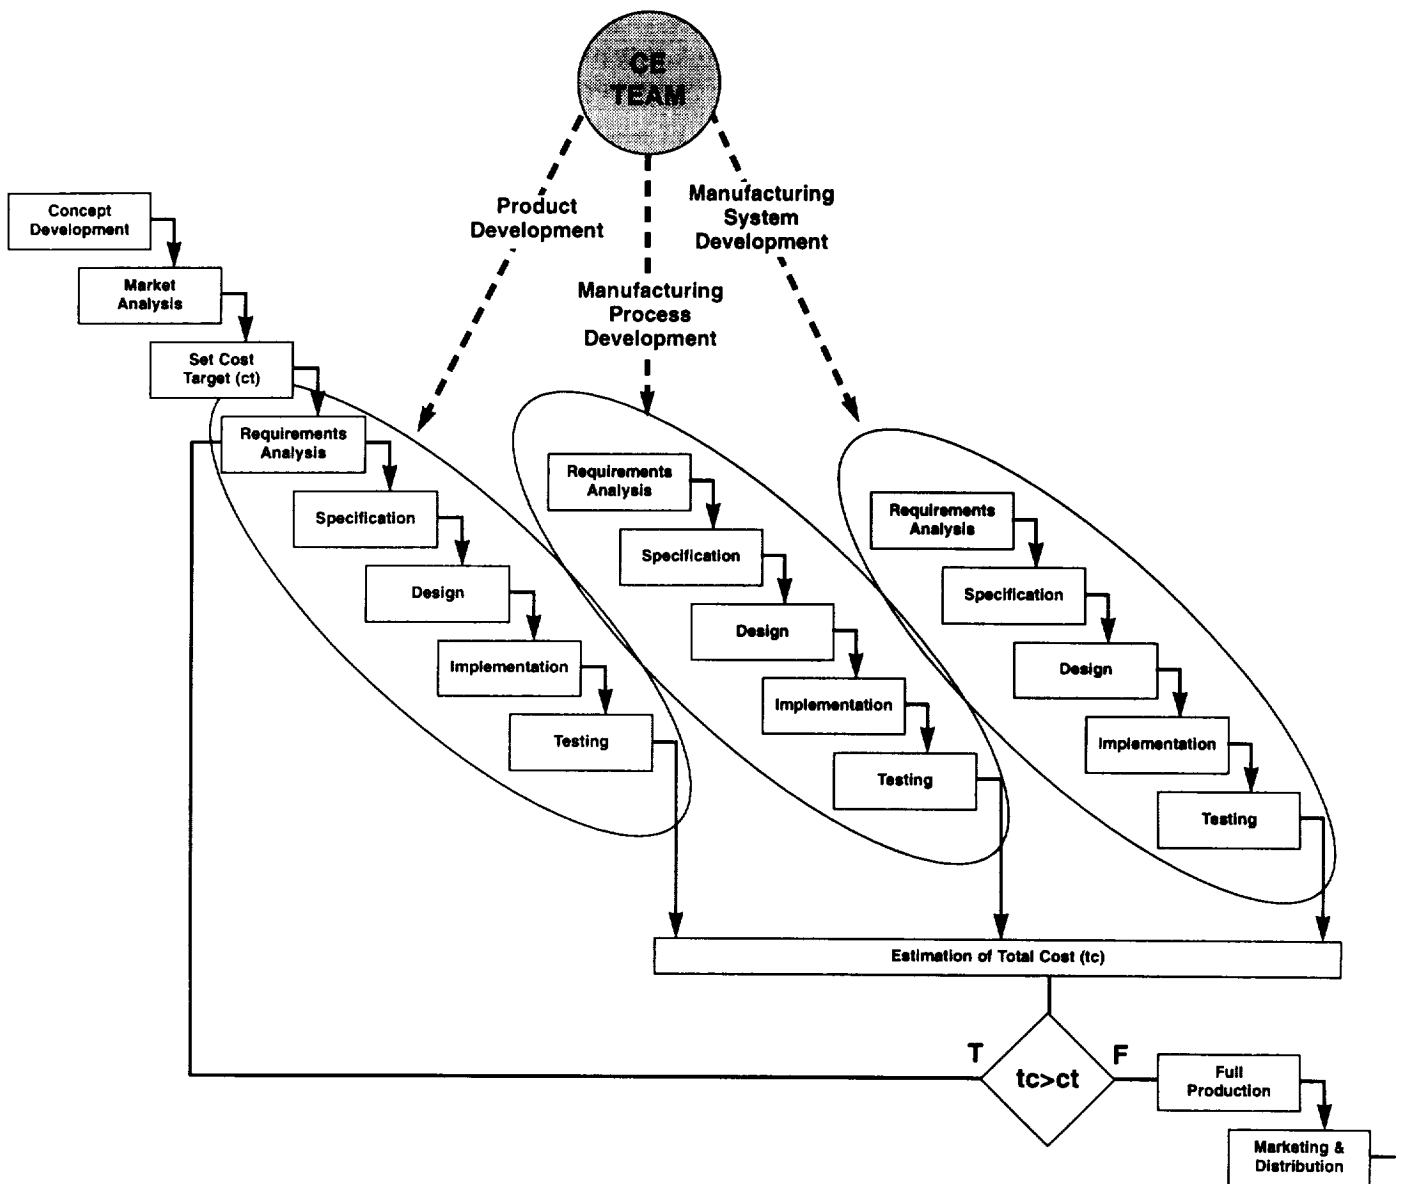 CE
TEAM
Product
Development
Manufacturing
System
Development
Manufacturing
Process
Development
Concept
Development
Market
Analysis
Set Cost
Target (ct)
Requirements
Analysis
Specification
Design
Implementation
Testing
Requirements
Analysis
Specification
Design
Implementation
Testing
Requirements
Analysis
Specification
Design
Implementation
Testing
Estimation of Total Cost (tc)
T
tc>ct
F
Full
Production
Marketing &
Distribution